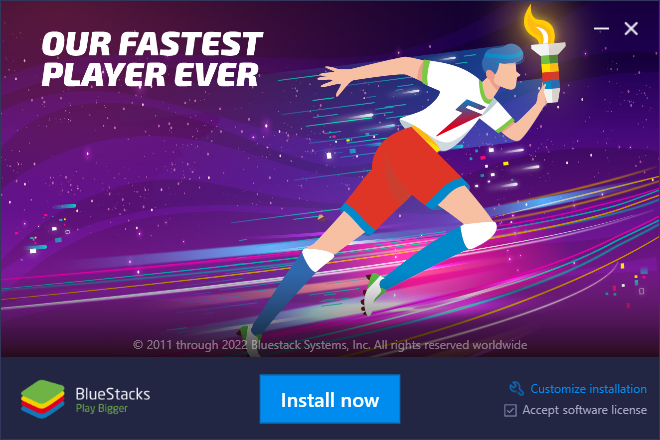 OUR FASTEST
PLAYER EVER
© 2011 through 2022 Bluestack Systems, Inc. All rights reserved worldwide
BlueStacks
Play Bigger
Install now
Customize installation
Accept software license